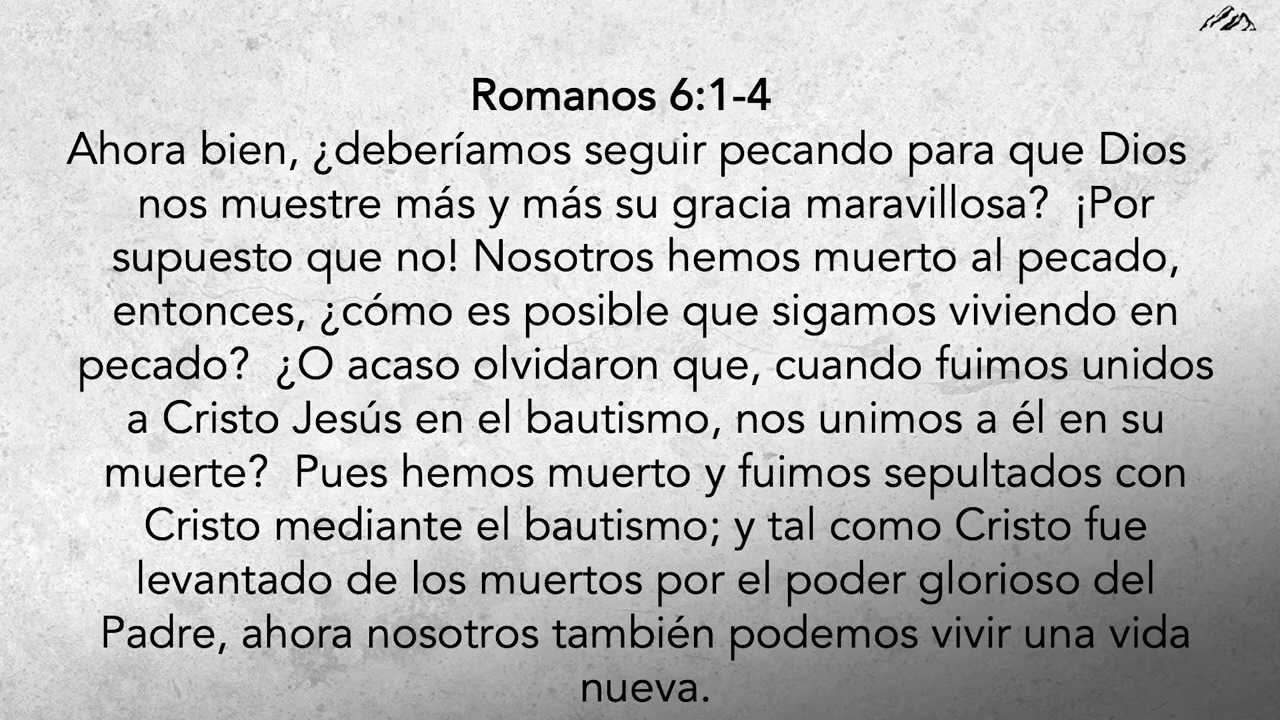 Romanos 6:1-4
Ahora bien, ¿deberíamos seguir pecando para que Dios
nos muestre más y más su gracia maravillosa?  ¡Por
supuesto que no! Nosotros hemos muerto al pecado,
entonces, ¿cómo es posible que sigamos viviendo en
pecado?  ¿O acaso olvidaron que, cuando fuimos unidos
a Cristo Jesús en el bautismo, nos unimos a él en su
muerte?  Pues hemos muerto y fuimos sepultados con
Cristo mediante el bautismo; y tal como Cristo fue
levantado de los muertos por el poder glorioso del
Padre, ahora nosotros también podemos vivir una vida
nueva.